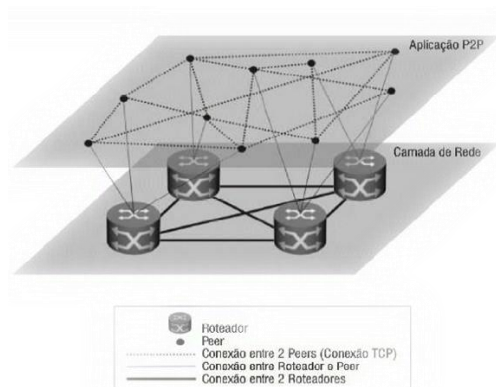 Aplicação P2P
Camada de Rede
Roteador
Peer
Conexão entre 2 Peers (Conexão TCP)
Conexão entre Roteador e Peer
Conexão entre 2 Roteadores